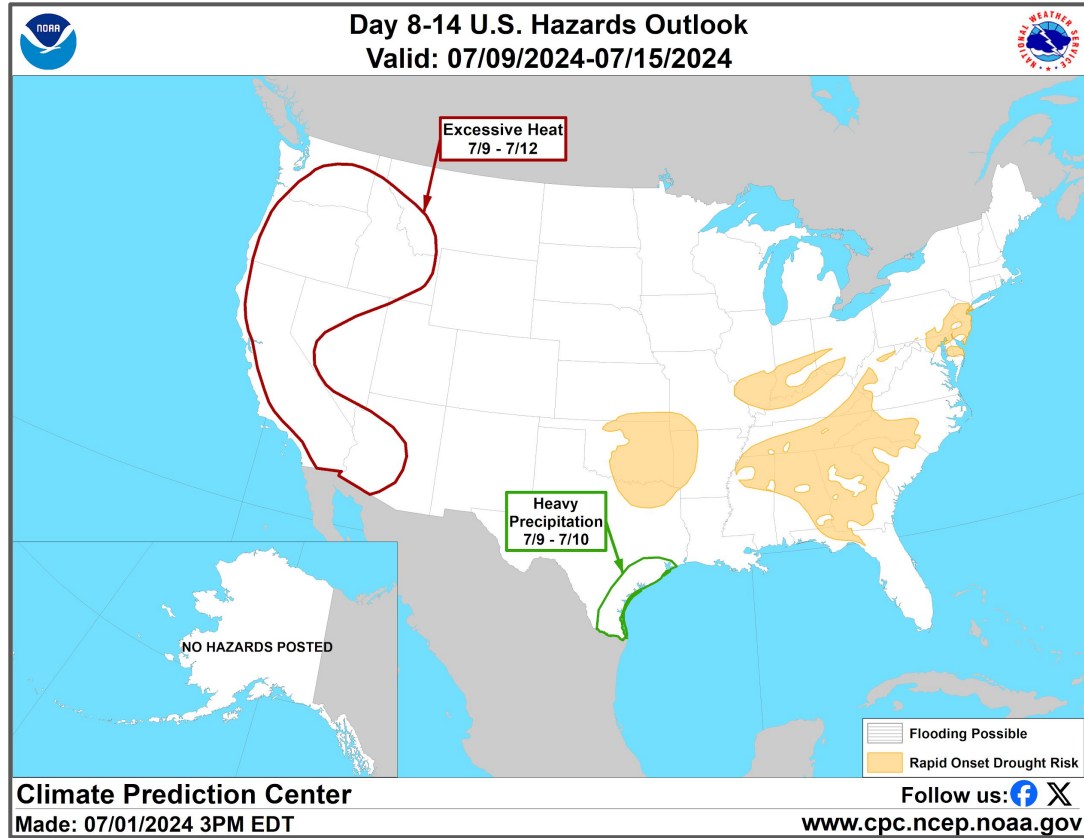 NOAA
Day 8-14 U.S. Hazards Outlook
Valid: 07/09/2024-07/15/2024
NATIONAL WEATHER SERVICE
Excessive Heat
7/9 - 7/12
Heavy
Precipitation
7/9 - 7/10
NO HAZARDS POSTED
Flooding Possible
Rapid Onset Drought Risk
Climate Prediction Center
Follow us:
Made: 07/01/2024 3PM EDT
www.cpc.ncep.noaa.gov